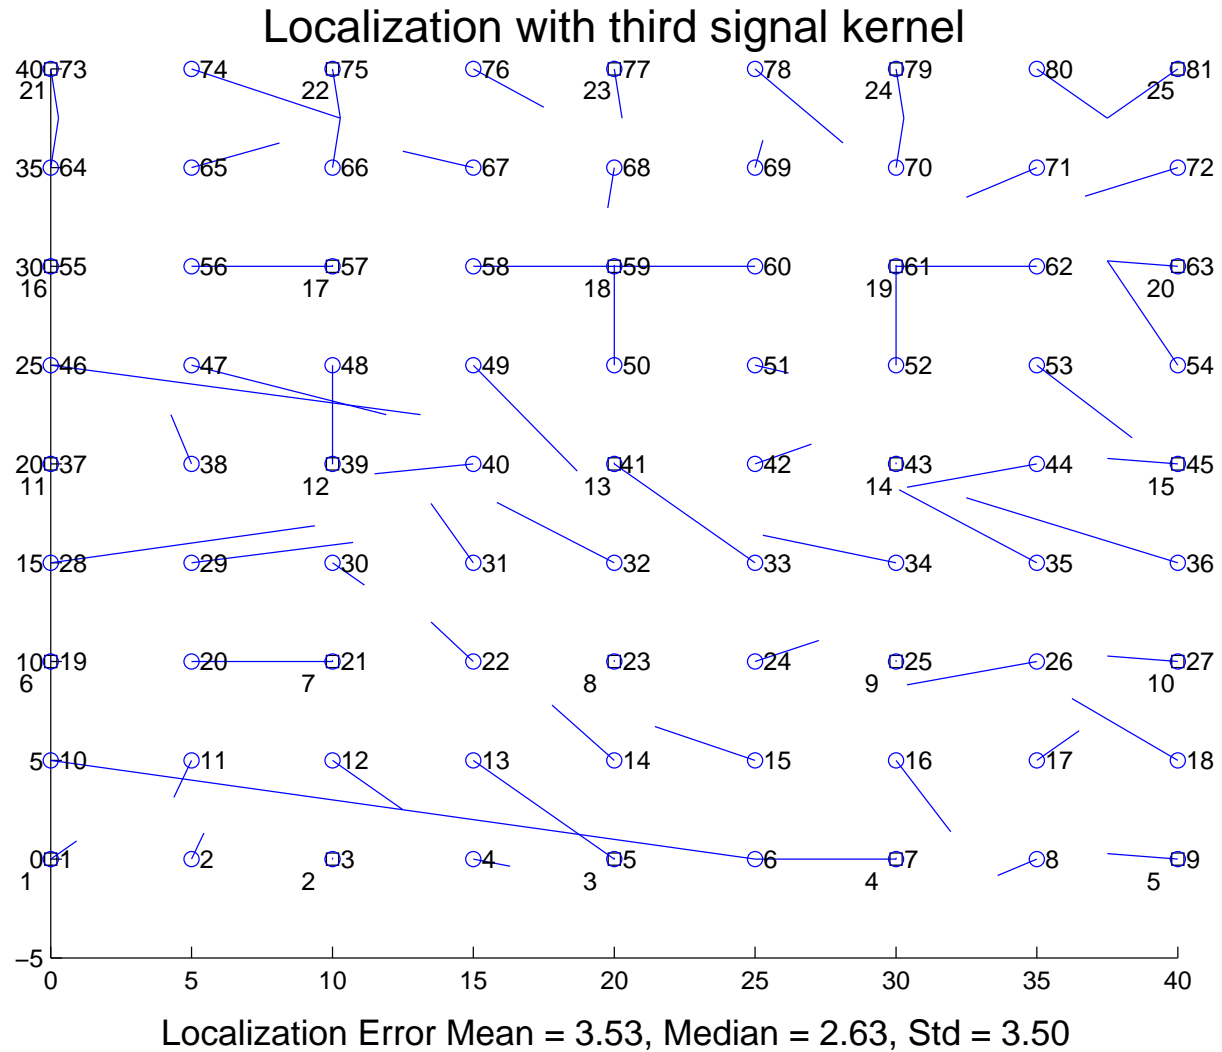 Localization with third signal kernel
40 73 74 75 76 77 78 79 80 81
21 22 23 24 25
35 64 65 66 67 68 69 70 71 72
30 55 56 57 58 59 60 61 62 63
16 17 18 19 20
25 46 47 48 49 50 51 52 53 54
20 37 38 39 40 41 42 43 44 45
11 12 13 14 15
15 28 29 30 31 32 33 34 35 36
10 19 20 21 22 23 24 25 26 27
6 7 8 9 10
5 10 11 12 13 14 15 16 17 18
0 1 2 3 4 5 6 7 8 9
1 2 3 4 5
−5
0 5 10 15 20 25 30 35 40
Localization Error Mean = 3.53, Median = 2.63, Std = 3.50